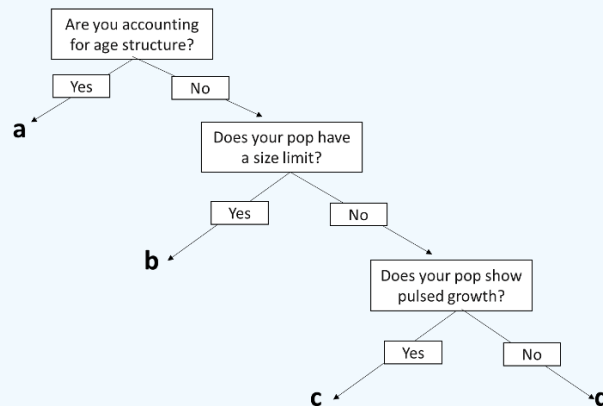 Are you accounting
for age structure?
Yes
No
a
Does your pop have
a size limit?
Yes
No
b
Does your pop show
pulsed growth?
Yes
No
c
d